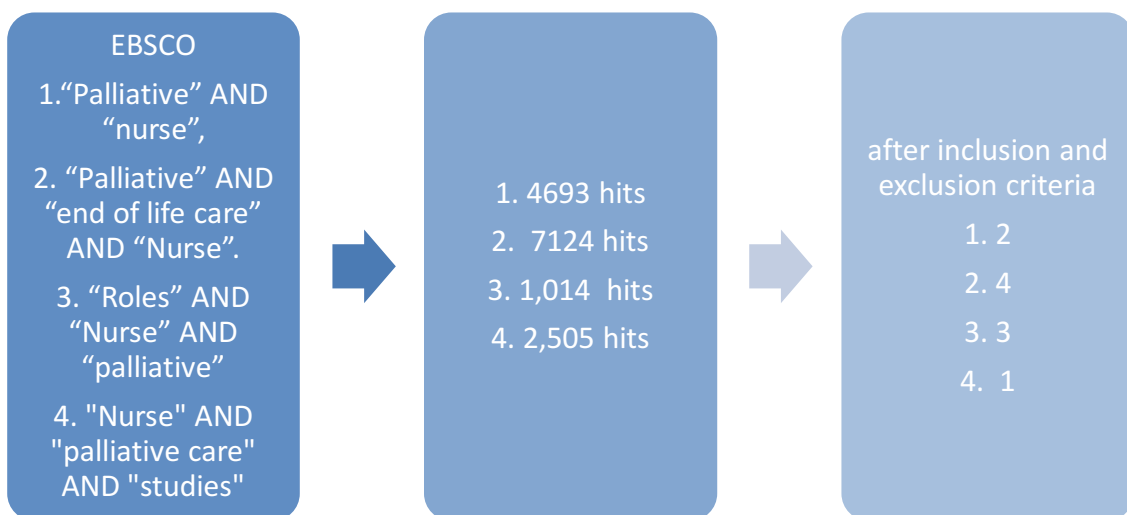 EBSCO
1.“Palliative” AND
“nurse”,
2. “Palliative” AND
“end of life care”
AND “Nurse”.
3. “Roles” AND
“Nurse” AND
“palliative”
4. "Nurse" AND
"palliative care"
AND "studies"
1. 4693 hits
2. 7124 hits
3. 1,014 hits
4. 2,505 hits
after inclusion and
exclusion criteria
1. 2
2. 4
3. 3
4. 1